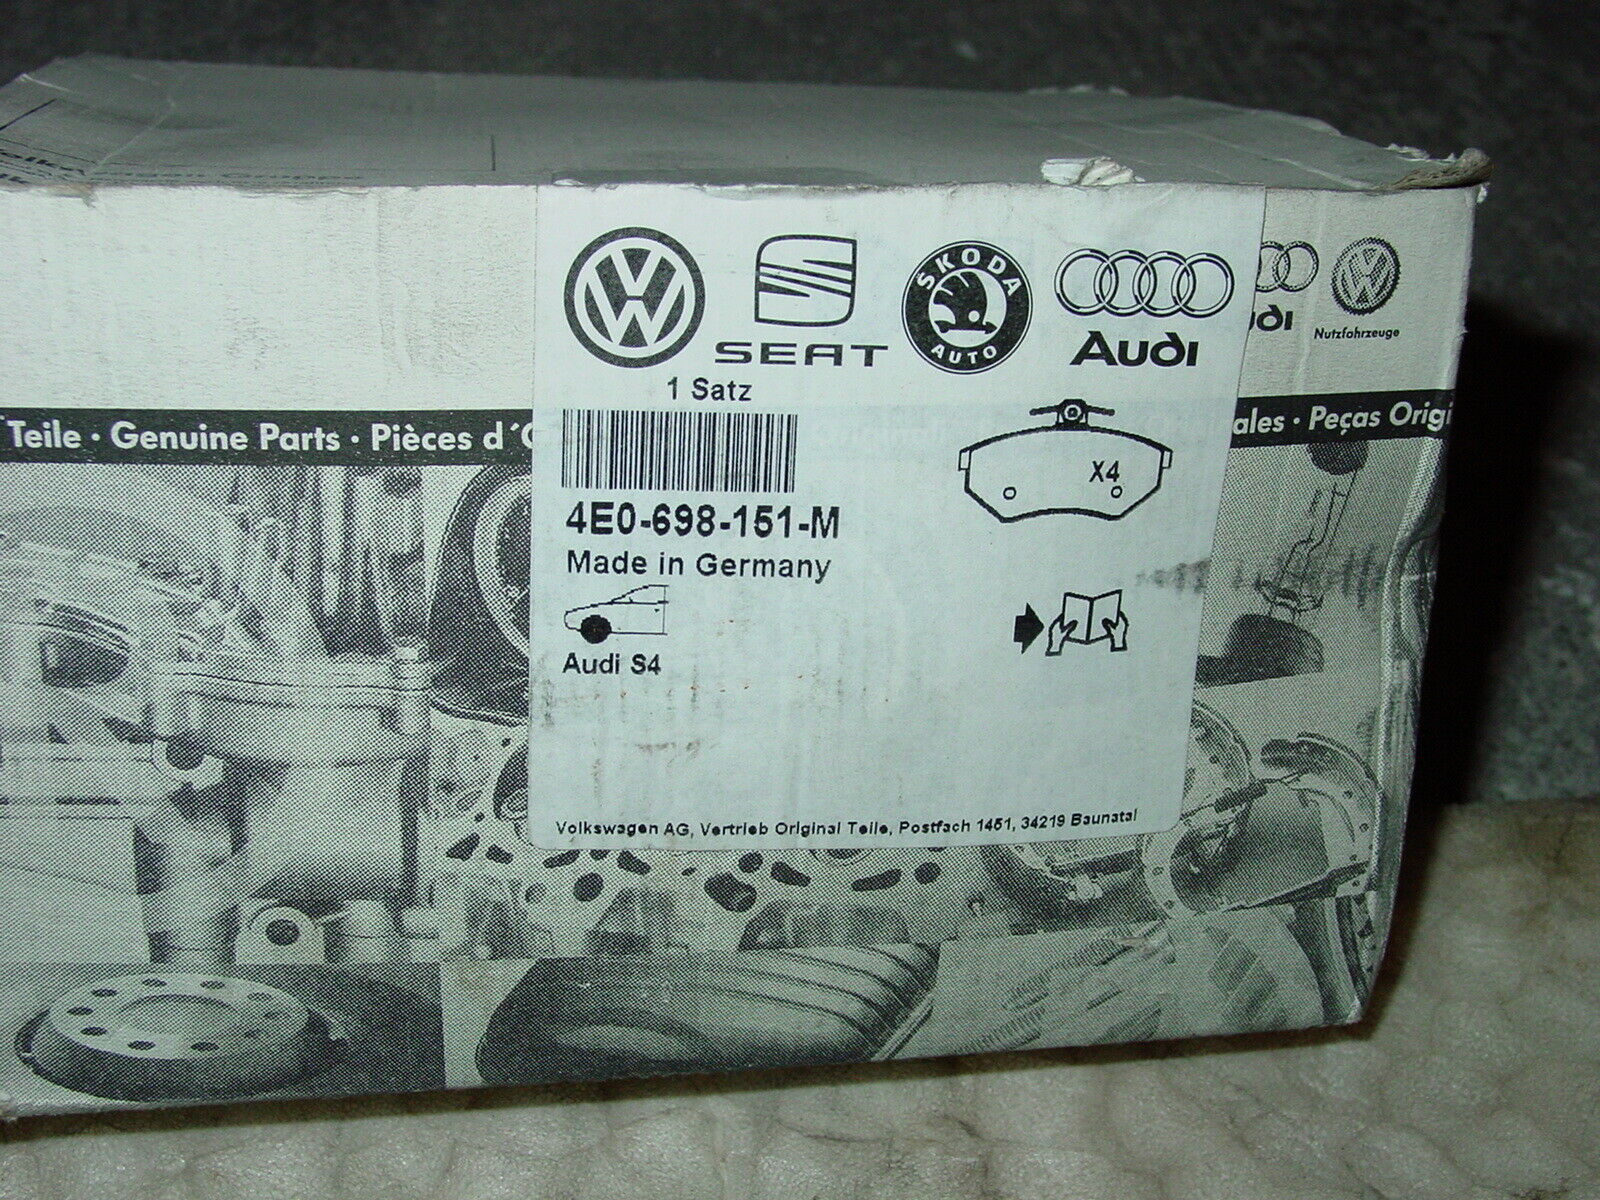 VW
SEAT
ŠKODA
AUTO
Audi
Nutzfahrzeuge
1 Satz
Teile · Genuine Parts · Pièces d´
ales · Peças Origi
X4
4E0-698-151-M
Made in Germany
Audi S4
Volkswagen AG, Vertrieb Original Teile, Postfach 1451, 34219 Baunatal